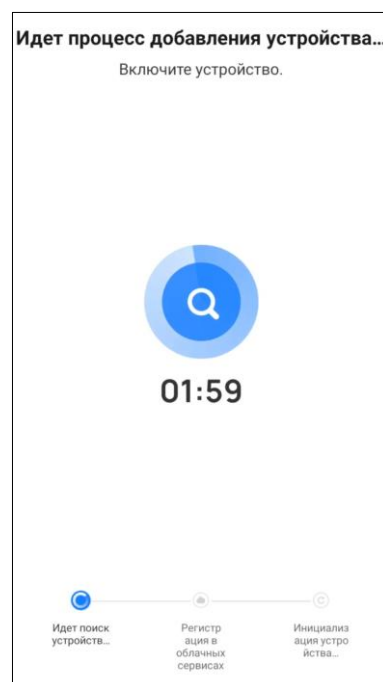 Идет процесс добавления устройства...
Включите устройство.
01:59
Идет поиск
устройств...
Регистр
ация в
облачных
сервисах
Инициализ
ация устро
йства...